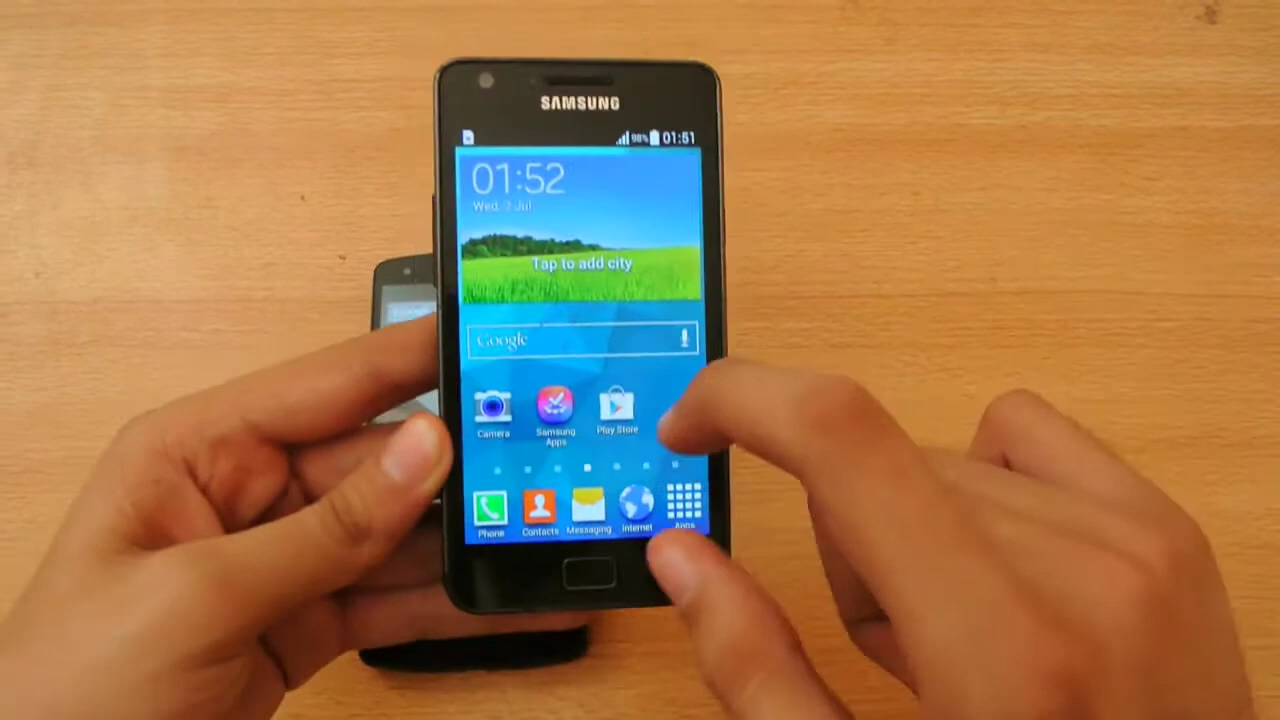 SAMSUNG
98% 01:51
01:52
Wed, 2 Jul
Tap to add city
Google
Camera
Samsung Apps
Play Store
Phone
Contacts
Messaging
Internet
Apps